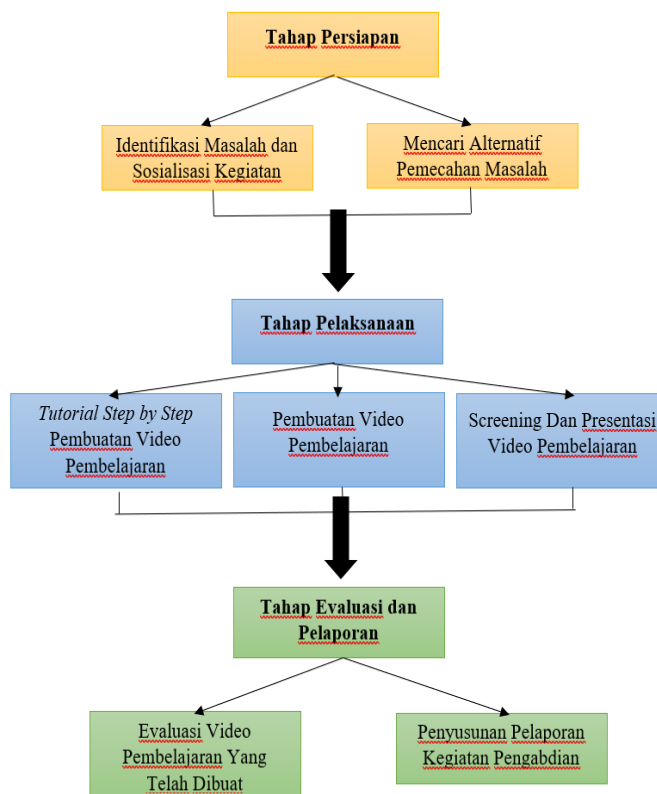 Tahap Persiapan
Identifikasi Masalah dan
Sosialisasi Kegiatan
Mencari Alternatif
Pemecahan Masalah
Tahap Pelaksanaan
Tutorial Step by Step
Pembuatan Video
Pembelajaran
Pembuatan Video
Pembelajaran
Screening Dan Presentasi
Video Pembelajaran
Tahap Evaluasi dan
Pelaporan
Evaluasi Video
Pembelajaran Yang
Telah Dibuat
Penyusunan Pelaporan
Kegiatan Pengabdian